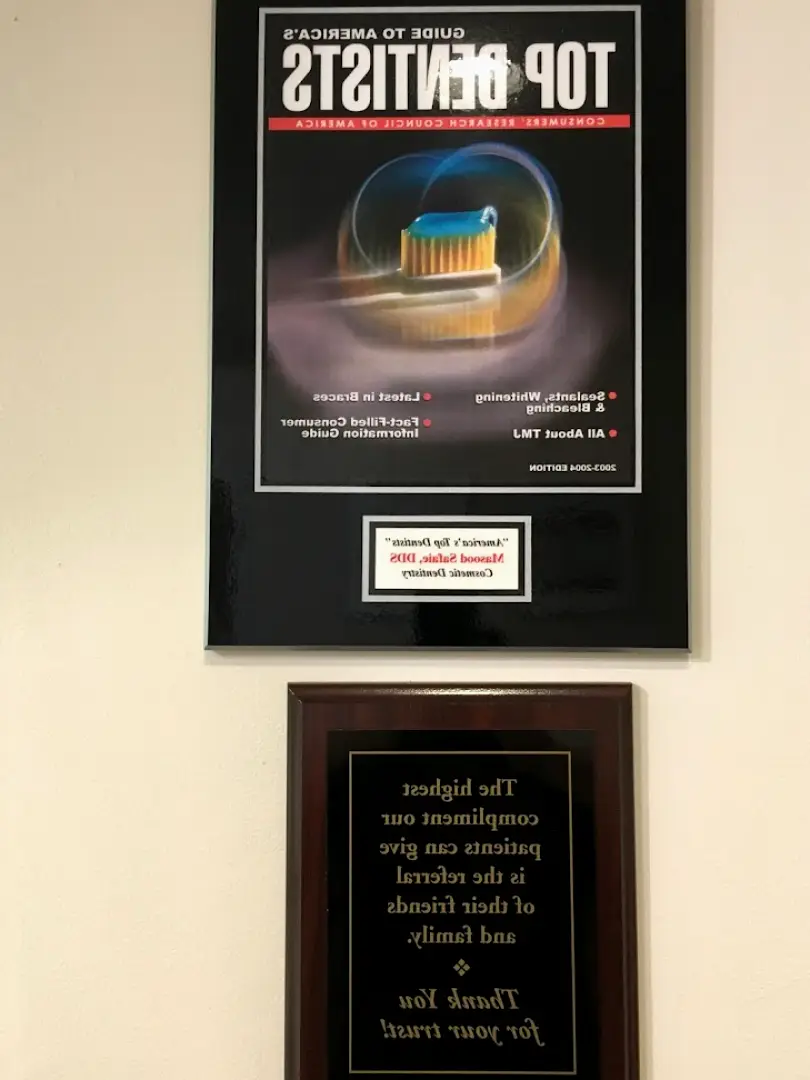 GUIDE TO AMERICA'S
TOP DENTISTS
CONSUMERS' RESEARCH COUNCIL OF AMERICA
Sealants, Whitening
& Bleaching
All About TMJ
Latest in Braces
Fact-Filled Consumer
Information Guide
2003-2004 EDITION
"America's Top Dentists"
Masood Safaie, DDS
Cosmetic Dentistry
The highest
compliment our
patients can give
is the referral
of their friends
and family.
Thank You
for your trust!